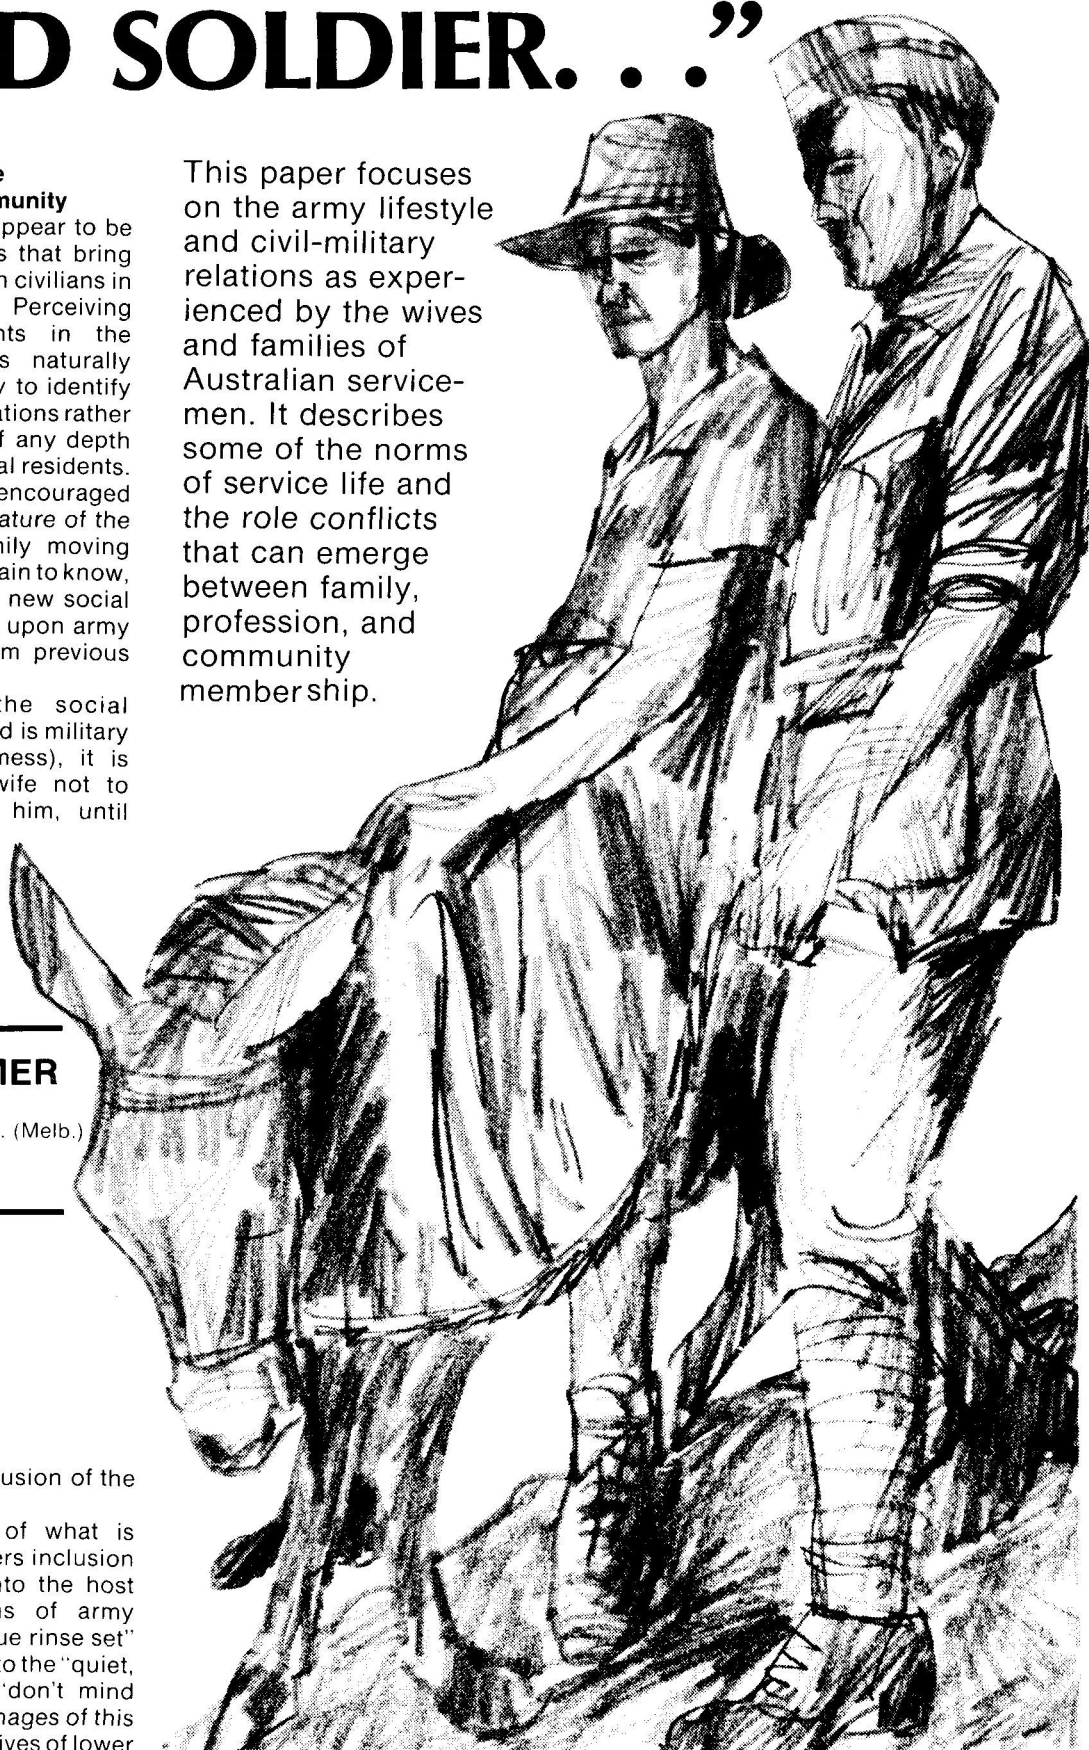 D SOLDIER. . .”
munity
ppear to be
s that bring
n civilians in
Perceiving
nts in the
s naturally
y to identify
ations rather
f any depth
al residents.
encouraged
ature of the
nily moving
ain to know,
new social
upon army
m previous
the social
d is military
ness), it is
wife not to
him, until
This paper focuses
on the army lifestyle
and civil-military
relations as exper-
ienced by the wives
and families of
Australian service-
men. It describes
some of the norms
of service life and
the role conflicts
that can emerge
between family,
profession, and
community
membership.
MER
. (Melb.)
usion of the
of what is
ers inclusion
nto the host
ns of army
ue rinse set”
to the “quiet,
“don’t mind
mages of this
ives of lower